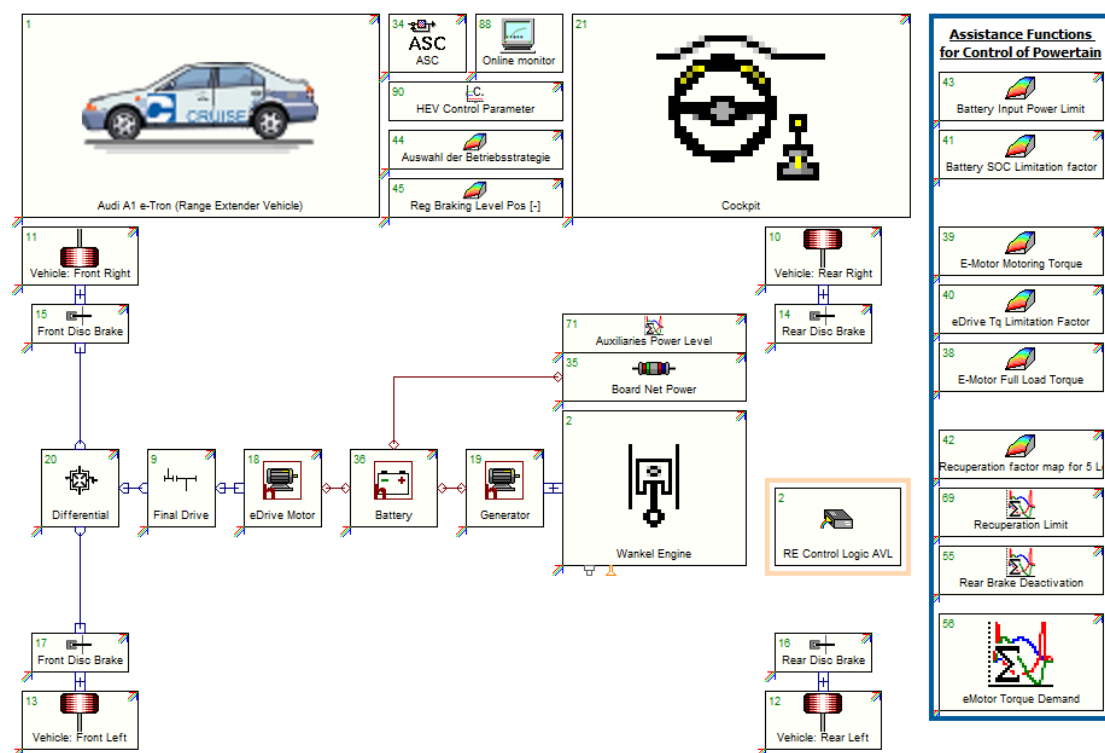 1
CRUISE
Audi A1 e-Tron (Range Extender Vehicle)
34
ASC
ASC
88
Online monitor
90
L.C.
HEV Control Parameter
44
Auswahl der Betriebsstrategie
45
Reg Braking Level Pos [-]
21
Cockpit
Assistance Functions
for Control of Powertain
43
Battery Input Power Limit
41
Battery SOC Limitation factor
39
E-Motor Motoring Torque
40
eDrive Tq Limitation Factor
38
E-Motor Full Load Torque
42
Recuperation factor map for 5 L
69
Recuperation Limit
55
Rear Brake Deactivation
56
eMotor Torque Demand
11
Vehicle: Front Right
10
Vehicle: Rear Right
15
Front Disc Brake
14
Rear Disc Brake
71
Auxiliaries Power Level
35
Board Net Power
20
Differential
9
Final Drive
18
eDrive Motor
36
Battery
19
Generator
2
Wankel Engine
2
RE Control Logic AVL
17
Front Disc Brake
16
Rear Disc Brake
13
Vehicle: Front Left
12
Vehicle: Rear Left